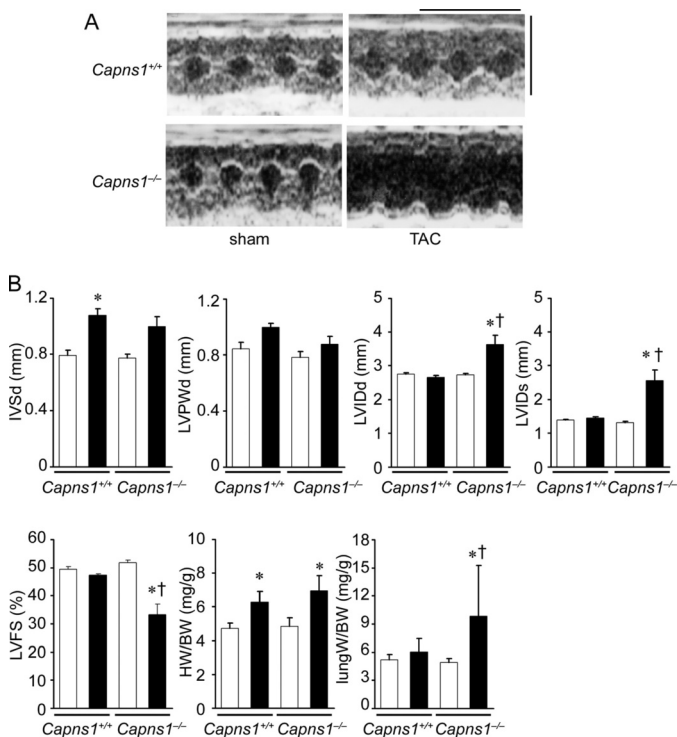 A
Capns1+/+
Capns1–/–
sham TAC
B
IVSd (mm)
1.2
0.8
0.4
0
*
Capns1+/+ Capns1–/–
LVPWd (mm)
1.2
0.8
0.4
0
Capns1+/+ Capns1–/–
LVIDd (mm)
5
4
3
2
1
0
*†
Capns1+/+ Capns1–/–
LVIDs (mm)
5
4
3
2
1
0
*†
Capns1+/+ Capns1–/–
LVFS (%)
60
50
40
30
20
10
0
*†
Capns1+/+ Capns1–/–
HW/BW (mg/g)
10
8
6
4
2
0
*
*
Capns1+/+ Capns1–/–
lungW/BW (mg/g)
18
15
12
9
6
3
0
*†
Capns1+/+ Capns1–/–